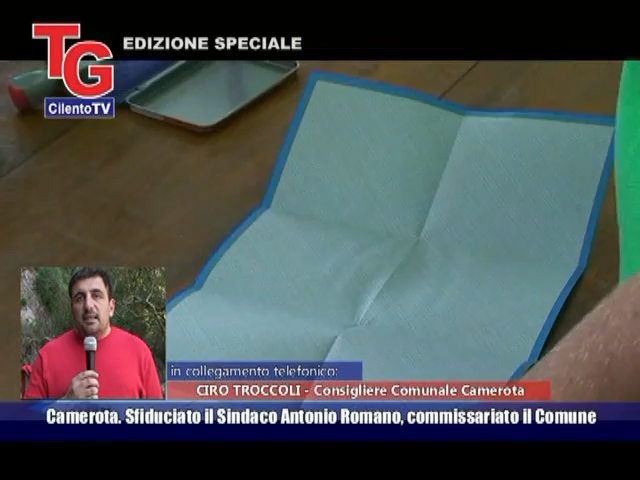 TG
CilentoTV
EDIZIONE SPECIALE
in collegamento telefonico:
CIRO TROCCOLI - Consigliere Comunale Camerota
Camerota. Sfiduciato il Sindaco Antonio Romano, commissariato il Comune